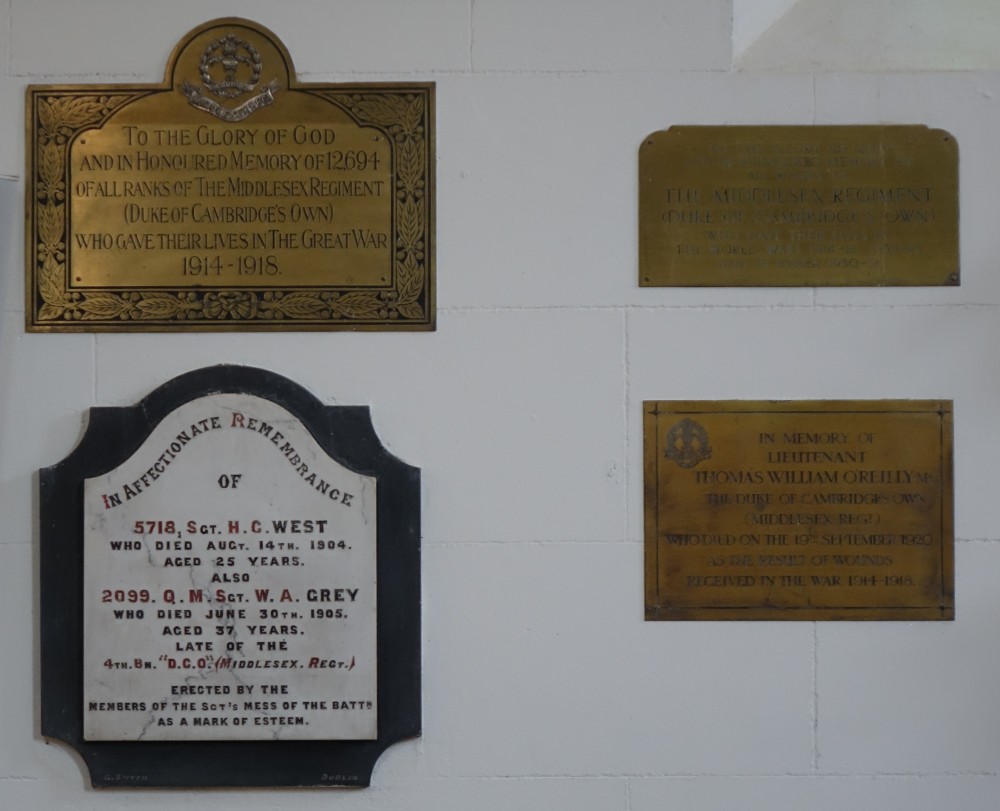 TO THE GLORY OF GOD
AND IN HONOURED MEMORY OF 12,694
OF ALL RANKS OF THE MIDDLESEX REGIMENT
(DUKE OF CAMBRIDGE'S OWN)
WHO GAVE THEIR LIVES IN THE GREAT WAR
1914-1918.
THE MIDDLESEX REGIMENT
(DUKE OF CAMBRIDGE'S OWN)
IN AFFECTIONATE REMEMBRANCE
OF
5718, SGT. H. C. WEST
WHO DIED AUGT. 14TH. 1904.
AGED 25 YEARS.
ALSO
2099. Q. M. SGT. W. A. GREY
WHO DIED JUNE 30TH. 1905.
AGED 37 YEARS.
LATE OF THE
4TH. BN. "D.C.O". (MIDDLESEX. REGT.)
ERECTED BY THE
MEMBERS OF THE SGT'S MESS OF THE BATTN
AS A MARK OF ESTEEM.
DUBLIN
IN MEMORY OF
LIEUTENANT
THOMAS WILLIAM O'REILLY
THE DUKE OF CAMBRIDGE'S OWN
(MIDDLESEX REGT)
WHO DIED ON THE 19TH SEPTEMBER 1920
AS THE RESULT OF WOUNDS
RECEIVED IN THE WAR 1914-1918.